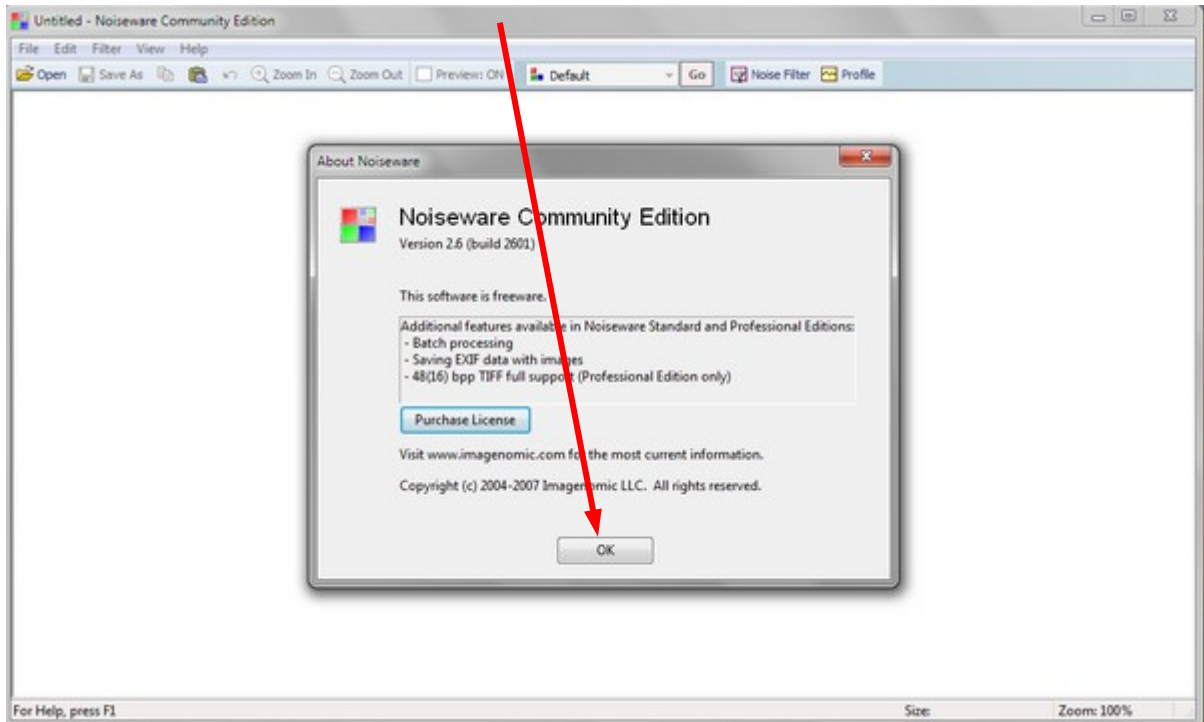 Untitled - Noiseware Community Edition
File Edit Filter View Help
Open Save As Zoom In Zoom Out Preview: ON Default Go Noise Filter Profile
About Noiseware
Noiseware Community Edition
Version 2.6 (build 2601)
This software is freeware.
Additional features available in Noiseware Standard and Professional Editions:
- Batch processing
- Saving EXIF data with images
- 48(16) bpp TIFF full support (Professional Edition only)
Purchase License
Visit www.imagenomic.com for the most current information.
Copyright (c) 2004-2007 Imagenomic LLC. All rights reserved.
OK
For Help, press F1 Size: Zoom: 100%